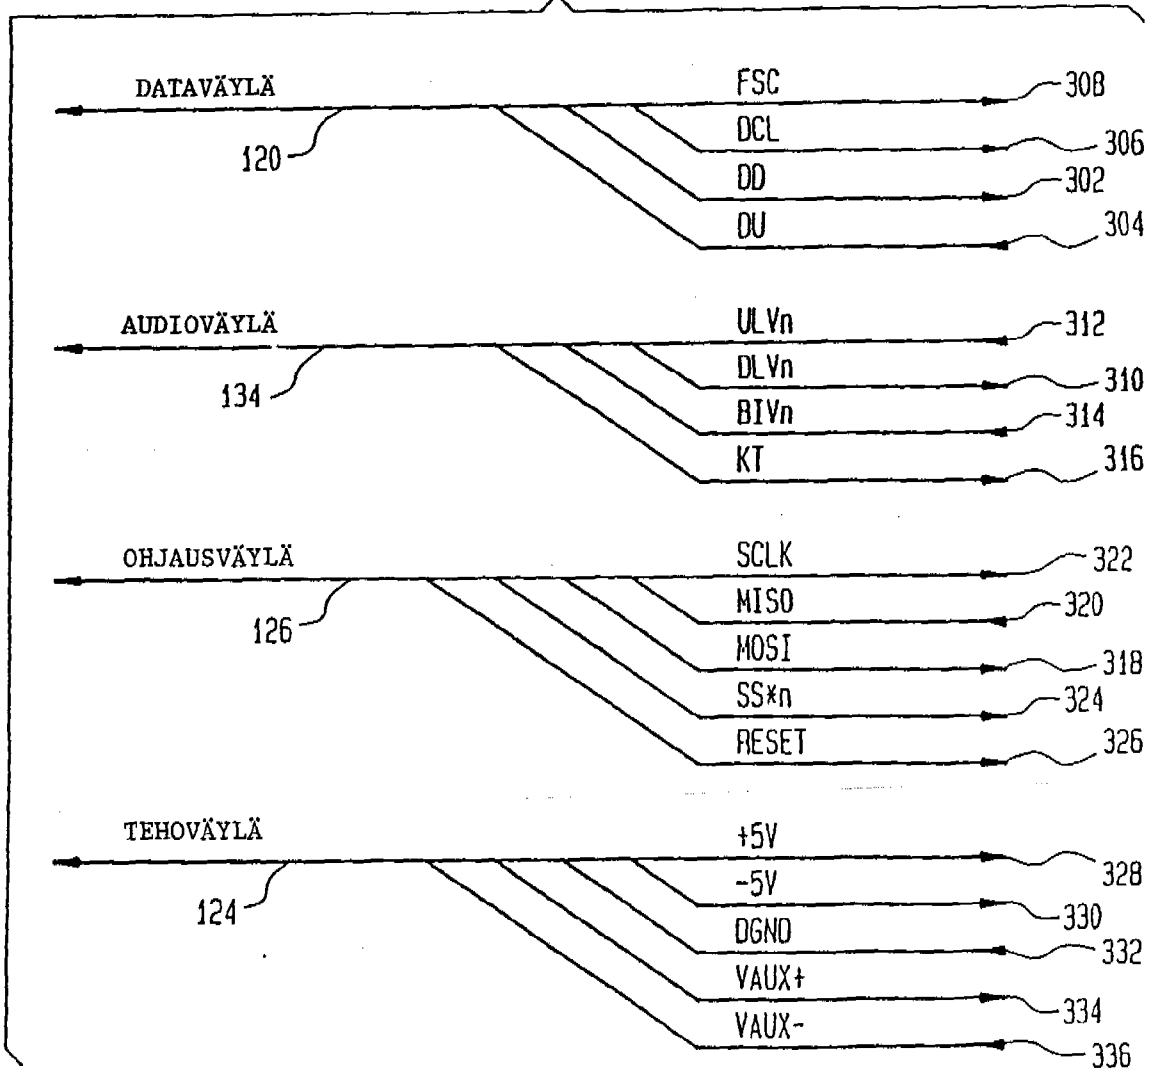 DATAVÄYLÄ
120
FSC
308
DCL
306
DD
302
DU
304
AUDIOVÄYLÄ
134
ULVn
312
DLVn
310
BIVn
314
KT
316
OHJAUSVÄYLÄ
126
SCLK
322
MISO
320
MOSI
318
SS*n
324
RESET
326
TEHOVÄYLÄ
124
+5V
328
-5V
330
DGND
332
VAUX+
334
VAUX-
336